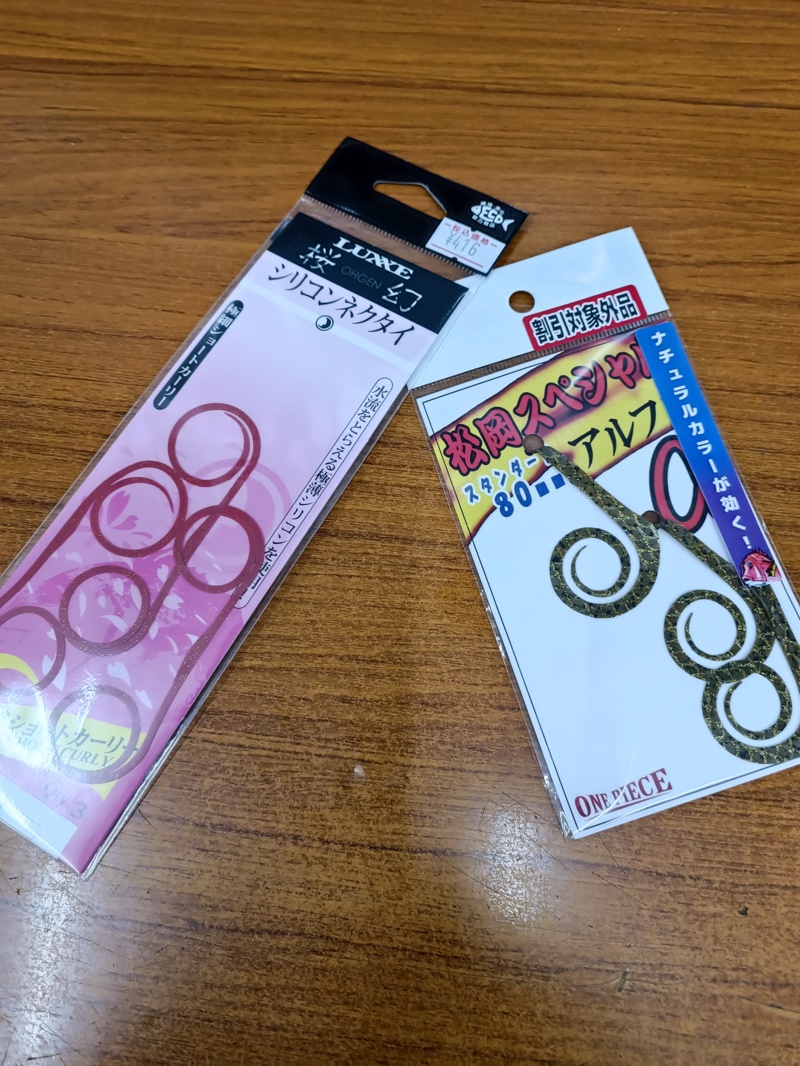 税込価格
¥416
LUXXE
桜幻
OHGEN
シリコンネクタイ
極細ショートカーリー
水流をとらえる極薄シリコンを
ショートカーリー
CURLY
3
割引対象外品
松岡スペシャル
アルフ
スタンダー
80mm
ナチュラルカラーが効く!
ONE PIECE